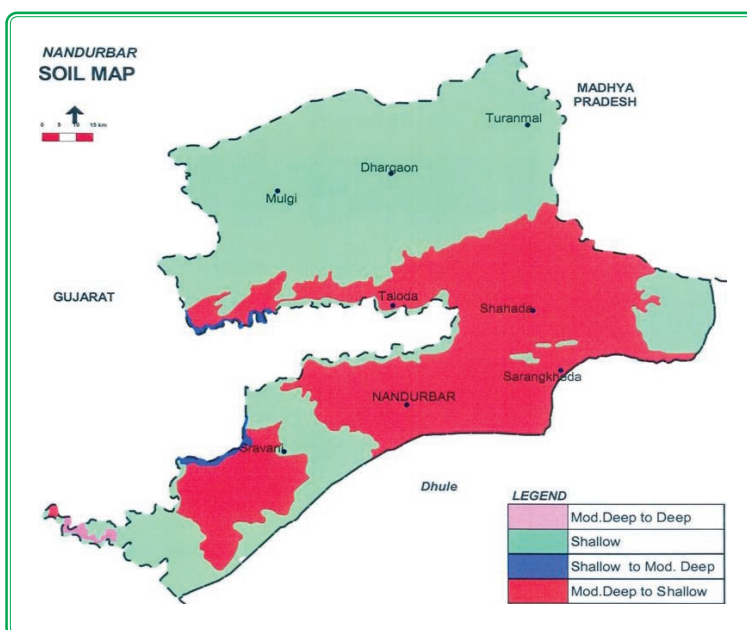 NANDURBAR
SOIL MAP
0 5 10 15 km
MADHYA
PRADESH
Turanmal
Dhargaon
Mulgi
GUJARAT
Taloda
Shahada
Sarangkheda
NANDURBAR
Sravani
Dhule
LEGEND
Mod.Deep to Deep
Shallow
Shallow to Mod. Deep
Mod.Deep to Shallow